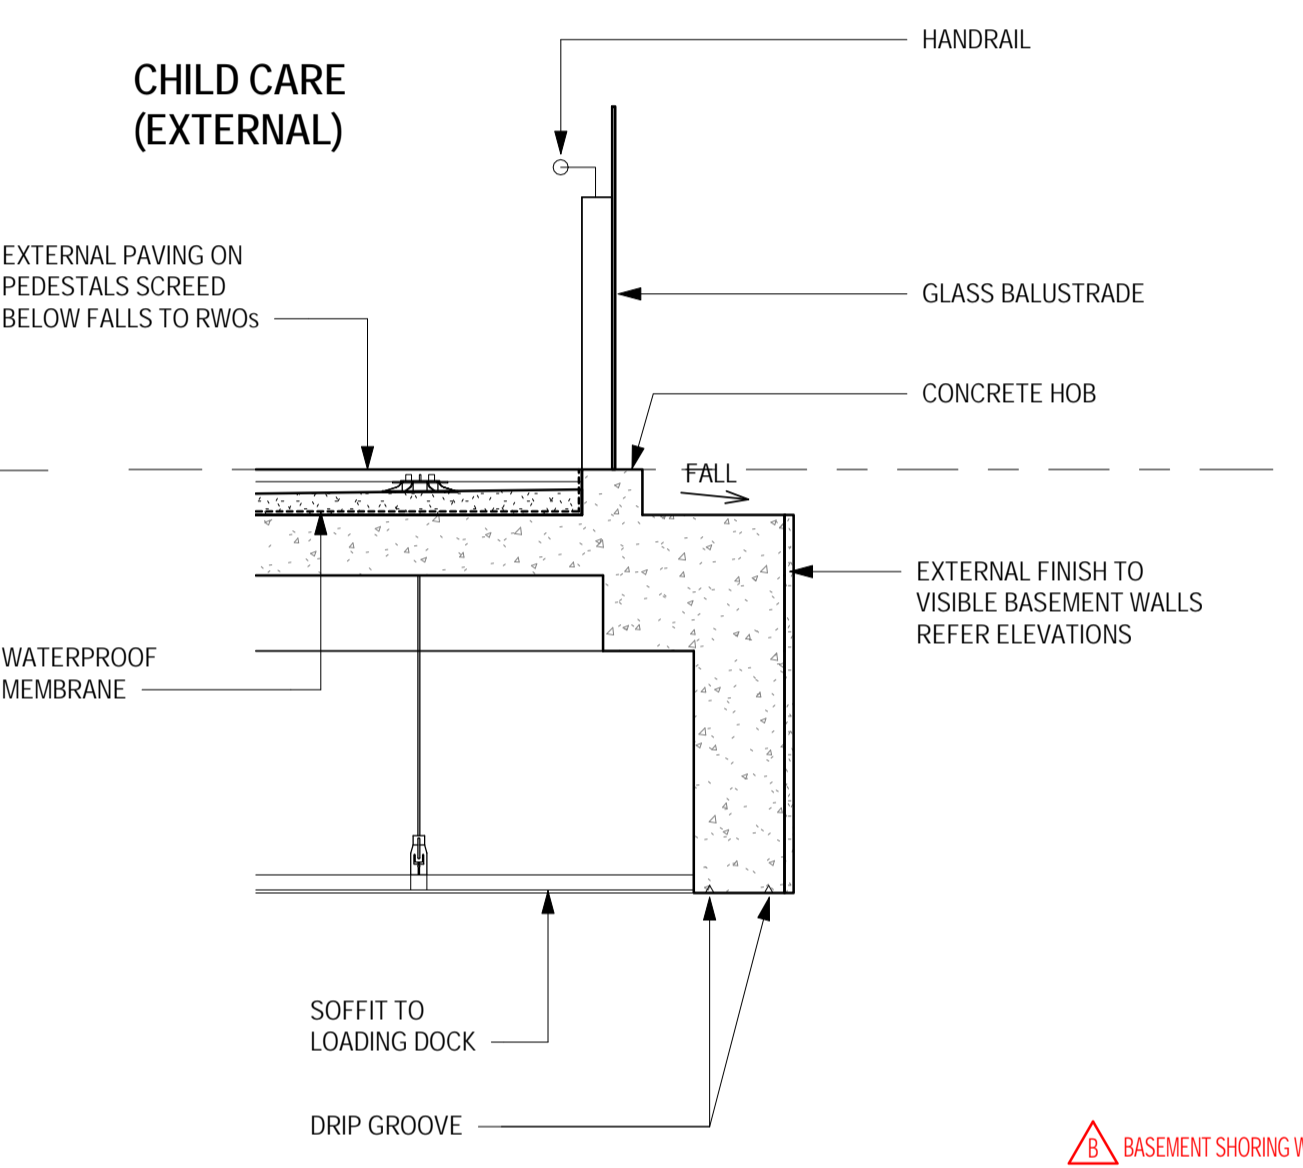 HANDRAIL
CHILD CARE
(EXTERNAL)
EXTERNAL PAVING ON
PEDESTALS SCREED
BELOW FALLS TO RWOs
GLASS BALUSTRADE
CONCRETE HOB
FALL
EXTERNAL FINISH TO
VISIBLE BASEMENT WALLS
REFER ELEVATIONS
WATERPROOF
MEMBRANE
SOFFIT TO
LOADING DOCK
DRIP GROOVE
B BASEMENT SHORING